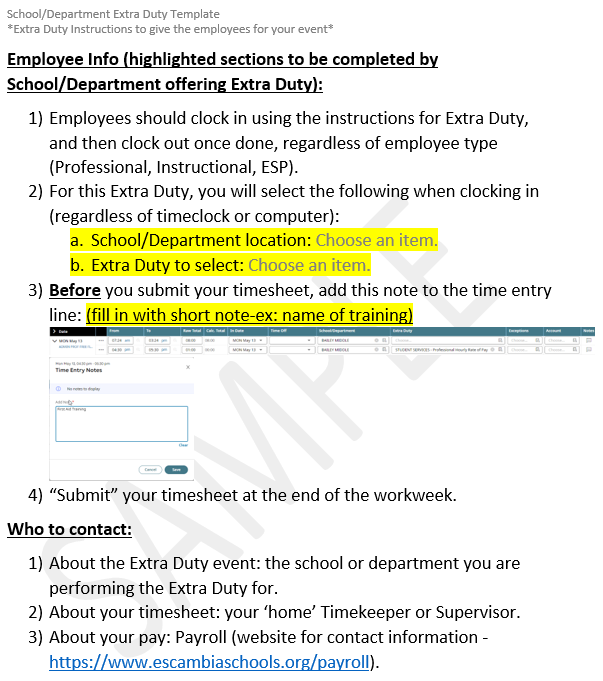 School/Department Extra Duty Template
*Extra Duty Instructions to give the employees for your event*
Employee Info (highlighted sections to be completed by
School/Department offering Extra Duty):
1) Employees should clock in using the instructions for Extra Duty,
and then clock out once done, regardless of employee type
(Professional, Instructional, ESP).
2) For this Extra Duty, you will select the following when clocking in
(regardless of timeclock or computer):
a. School/Department location: Choose an item.
b. Extra Duty to select: Choose an item.
3) Before you submit your timesheet, add this note to the time entry
line: (fill in with short note-ex: name of training)
Date From To Raw Total Calc. Total In Date Time Off School/Department Extra Duty Exceptions Account Notes
MON May 13 07:24 am 03:24 pm 08:00 08:00 MON May 13 BAILEY MIDDLE Choose... Choose... Choose...
04:30 pm 05:30 pm 01:00 08:00 MON May 13 BAILEY MIDDLE STUDENT SERVICES - Professional Hourly Rate of Pay Choose... Choose...
Mon May 13, 04:30 pm - 05:30 pm
Time Entry Notes
No notes to display
Add Note
First Aid Training
Clear
Cancel Save
4) “Submit” your timesheet at the end of the workweek.
Who to contact:
1) About the Extra Duty event: the school or department you are
performing the Extra Duty for.
2) About your timesheet: your ‘home’ Timekeeper or Supervisor.
3) About your pay: Payroll (website for contact information -
https://www.escambiaschools.org/payroll).
SAMPLE